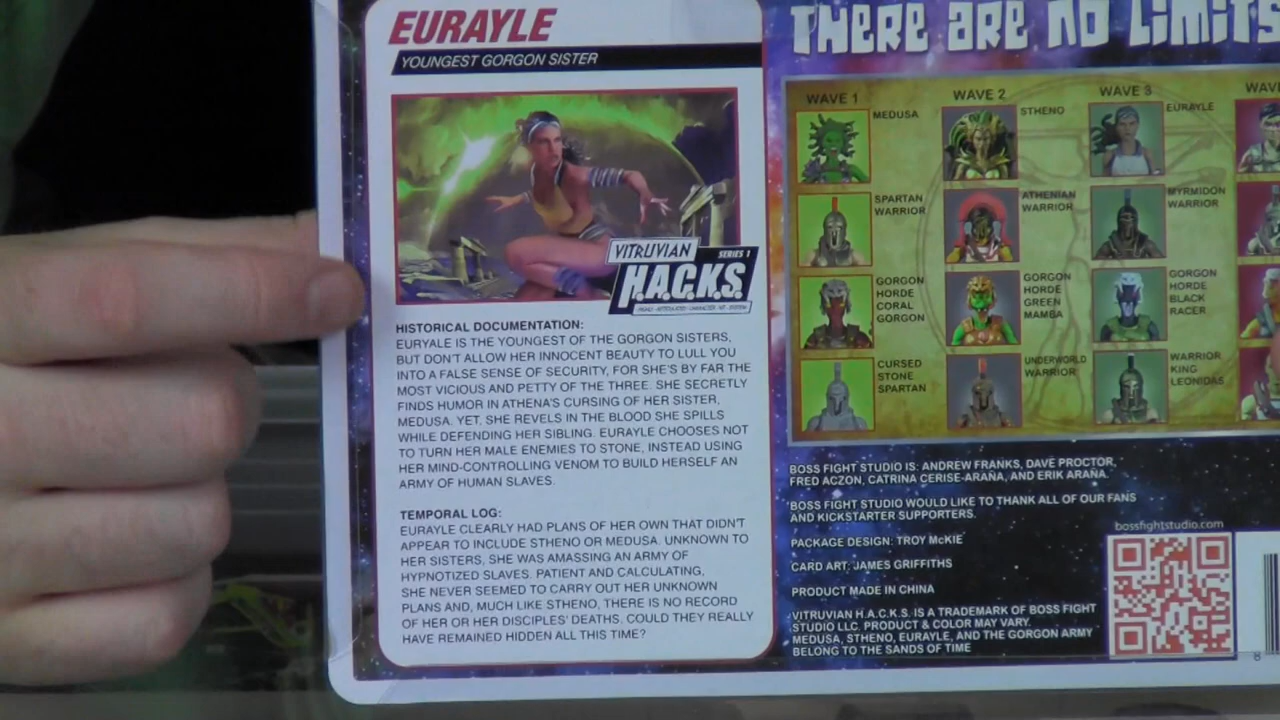 EURAYLE
YOUNGEST GORGON SISTER
VITRUVIAN
SERIES 1
H.A.C.K.S.
HISTORICAL DOCUMENTATION:
EURYALE IS THE YOUNGEST OF THE GORGON SISTERS,
BUT DON'T ALLOW HER INNOCENT BEAUTY TO LULL YOU
INTO A FALSE SENSE OF SECURITY, FOR SHE'S BY FAR THE
MOST VICIOUS AND PETTY OF THE THREE. SHE SECRETLY
FINDS HUMOR IN ATHENA'S CURSING OF HER SISTER,
MEDUSA. YET, SHE REVELS IN THE BLOOD SHE SPILLS
WHILE DEFENDING HER SIBLING. EURAYLE CHOOSES NOT
TO TURN HER MALE ENEMIES TO STONE, INSTEAD USING
HER MIND-CONTROLLING VENOM TO BUILD HERSELF AN
ARMY OF HUMAN SLAVES.
TEMPORAL LOG:
EURAYLE CLEARLY HAD PLANS OF HER OWN THAT DIDN'T
APPEAR TO INCLUDE STHENO OR MEDUSA. UNKNOWN TO
HER SISTERS, SHE WAS AMASSING AN ARMY OF
HYPNOTIZED SLAVES. PATIENT AND CALCULATING,
SHE NEVER SEEMED TO CARRY OUT HER UNKNOWN
PLANS AND, MUCH LIKE STHENO, THERE IS NO RECORD
OF HER OR HER DISCIPLES' DEATHS. COULD THEY REALLY
HAVE REMAINED HIDDEN ALL THIS TIME?
THERE ARE NO LIMITS
WAVE 1
MEDUSA
SPARTAN
WARRIOR
GORGON
HORDE
CORAL
GORGON
CURSED
STONE
SPARTAN
WAVE 2
STHENO
ATHENIAN
WARRIOR
GORGON
HORDE
GREEN
MAMBA
UNDERWORLD
WARRIOR
WAVE 3
EURAYLE
MYRMIDON
WARRIOR
GORGON
HORDE
BLACK
RACER
WARRIOR
KING
LEONIDAS
WAV
BOSS FIGHT STUDIO IS: ANDREW FRANKS, DAVE PROCTOR,
FRED ACZON, CATRINA CERISE-ARAÑA, AND ERIK ARAÑA.
BOSS FIGHT STUDIO WOULD LIKE TO THANK ALL OF OUR FANS
AND KICKSTARTER SUPPORTERS.
PACKAGE DESIGN: TROY McKIE
CARD ART: JAMES GRIFFITHS
PRODUCT MADE IN CHINA
VITRUVIAN H.A.C.K.S. IS A TRADEMARK OF BOSS FIGHT
STUDIO LLC. PRODUCT & COLOR MAY VARY.
MEDUSA, STHENO, EURAYLE, AND THE GORGON ARMY
BELONG TO THE SANDS OF TIME
bossfightstudio.com
8